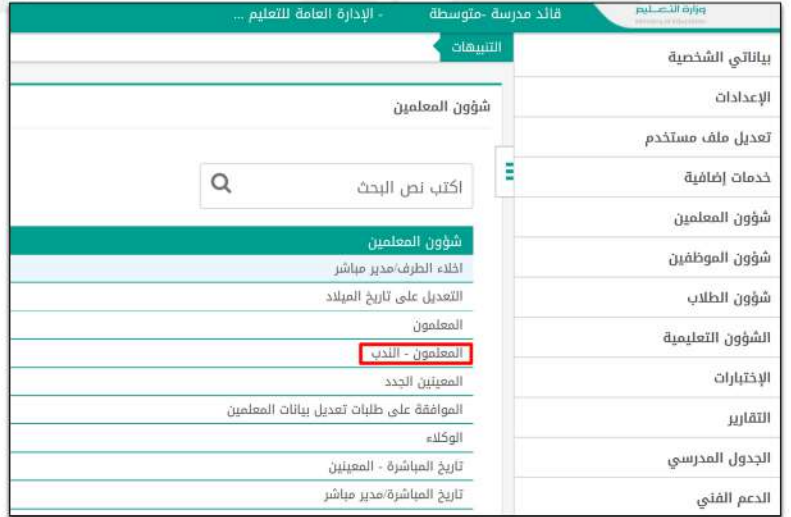 وزارة التعـليم
قائد مدرسة -متوسطة - الإدارة العامة للتعليم ...
التنبيهات
بياناتي الشخصية
الإعدادات
تعديل ملف مستخدم
خدمات إضافية
شؤون المعلمين
شؤون الموظفين
شؤون الطلاب
الشؤون التعليمية
الإختبارات
التقارير
الجدول المدرسي
الدعم الفني
شؤون المعلمين
اكتب نص البحث
شؤون المعلمين
اخلاء الطرف/مدير مباشر
التعديل على تاريخ الميلاد
المعلمون
المعلمون - الندب
المعينين الجدد
الموافقة على طلبات تعديل بيانات المعلمين
الوكلاء
تاريخ المباشرة - المعينين
تاريخ المباشرة/مدير مباشر